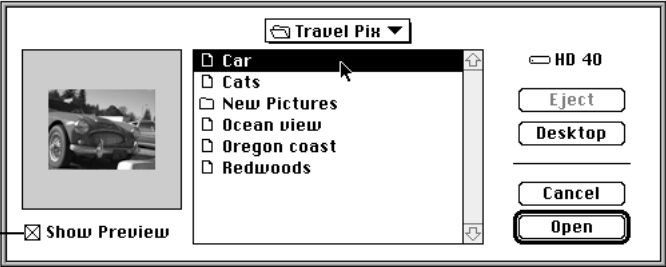 Travel Pix
Car
Cats
New Pictures
Ocean view
Oregon coast
Redwoods
Show Preview
HD 40
Eject
Desktop
Cancel
Open